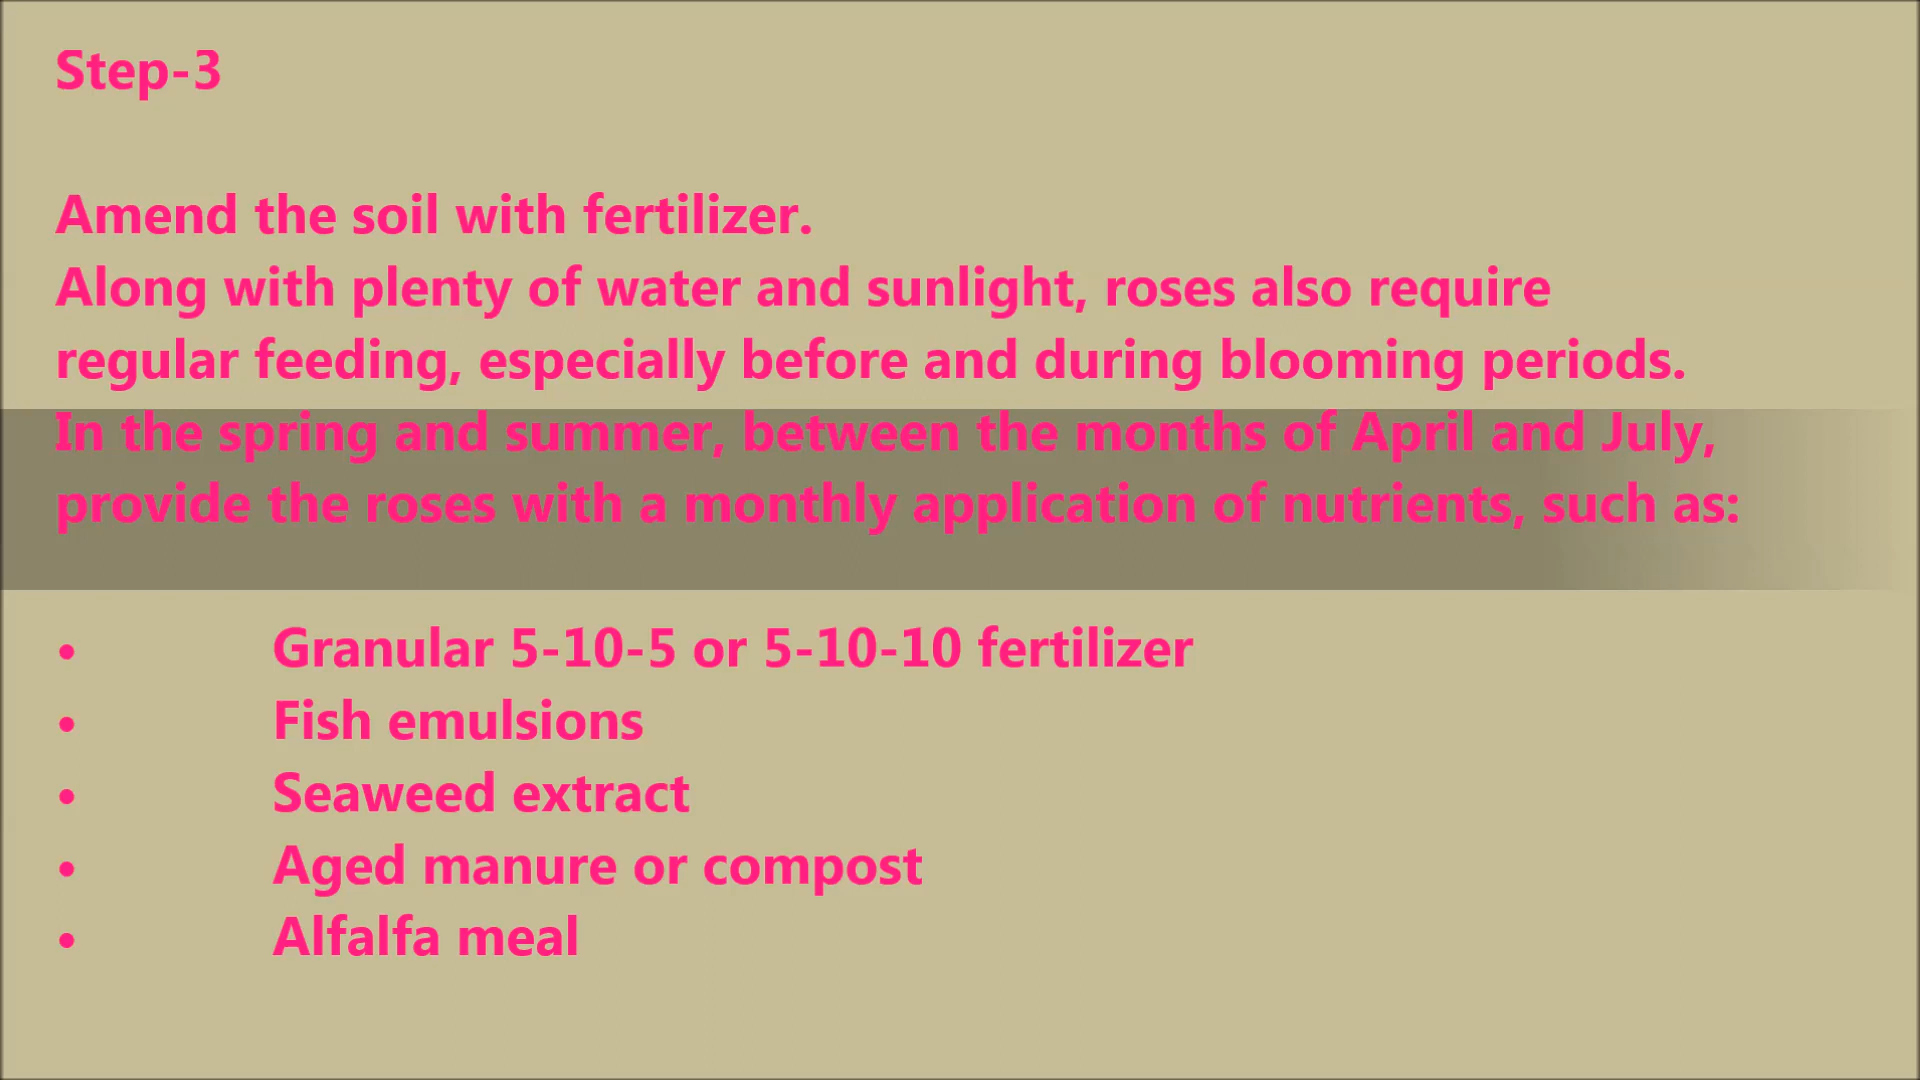 Step-3
Amend the soil with fertilizer.
Along with plenty of water and sunlight, roses also require
regular feeding, especially before and during blooming periods.
In the spring and summer, between the months of April and July,
provide the roses with a monthly application of nutrients, such as:
• Granular 5-10-5 or 5-10-10 fertilizer
• Fish emulsions
• Seaweed extract
• Aged manure or compost
• Alfalfa meal